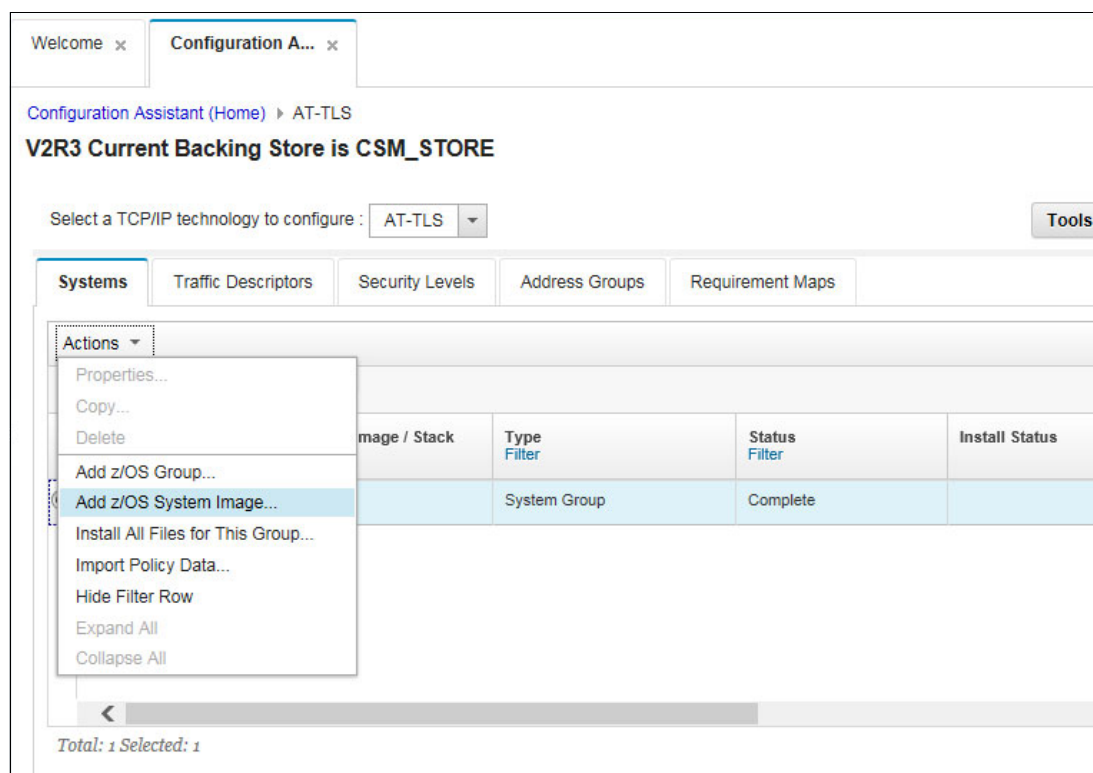 Welcome x Configuration A... x
Configuration Assistant (Home) ▸ AT-TLS
V2R3 Current Backing Store is CSM_STORE
Select a TCP/IP technology to configure : AT-TLS Tools
Systems Traffic Descriptors Security Levels Address Groups Requirement Maps
Actions
Properties...
Copy...
Delete
mage / Stack Type Status Install Status
Filter Filter
Add z/OS Group...
Add z/OS System Image... System Group Complete
Install All Files for This Group...
Import Policy Data...
Hide Filter Row
Expand All
Collapse All
Total: 1 Selected: 1